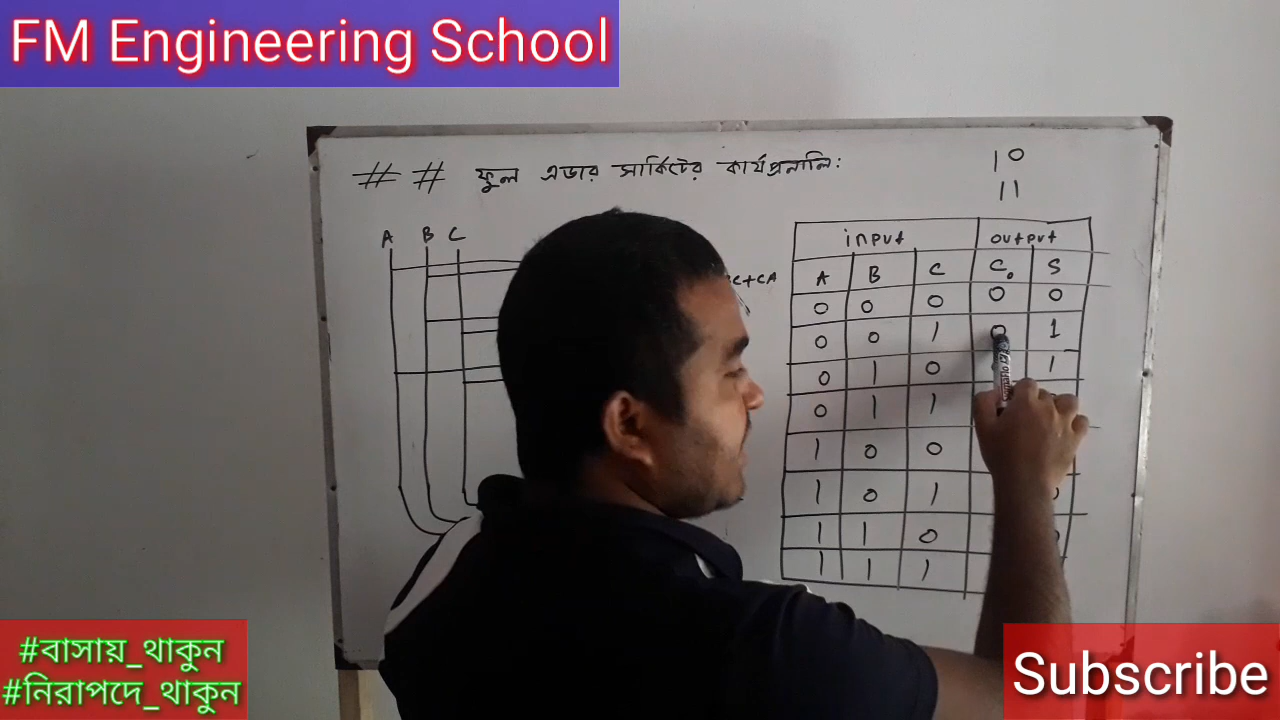 FM Engineering School
## ফুল এডার সার্কিটের কার্যপ্রনালি:
10
11
A B C
C+CA
input output
A B C C₀ S
0 0 0 0 0
0 0 1 0 1
0 1 0 1
0 1 1
1 0 0
1 0 1
1 1 0
1 1 1
#বাসায়_থাকুন
#নিরাপদে_থাকুন
Subscribe